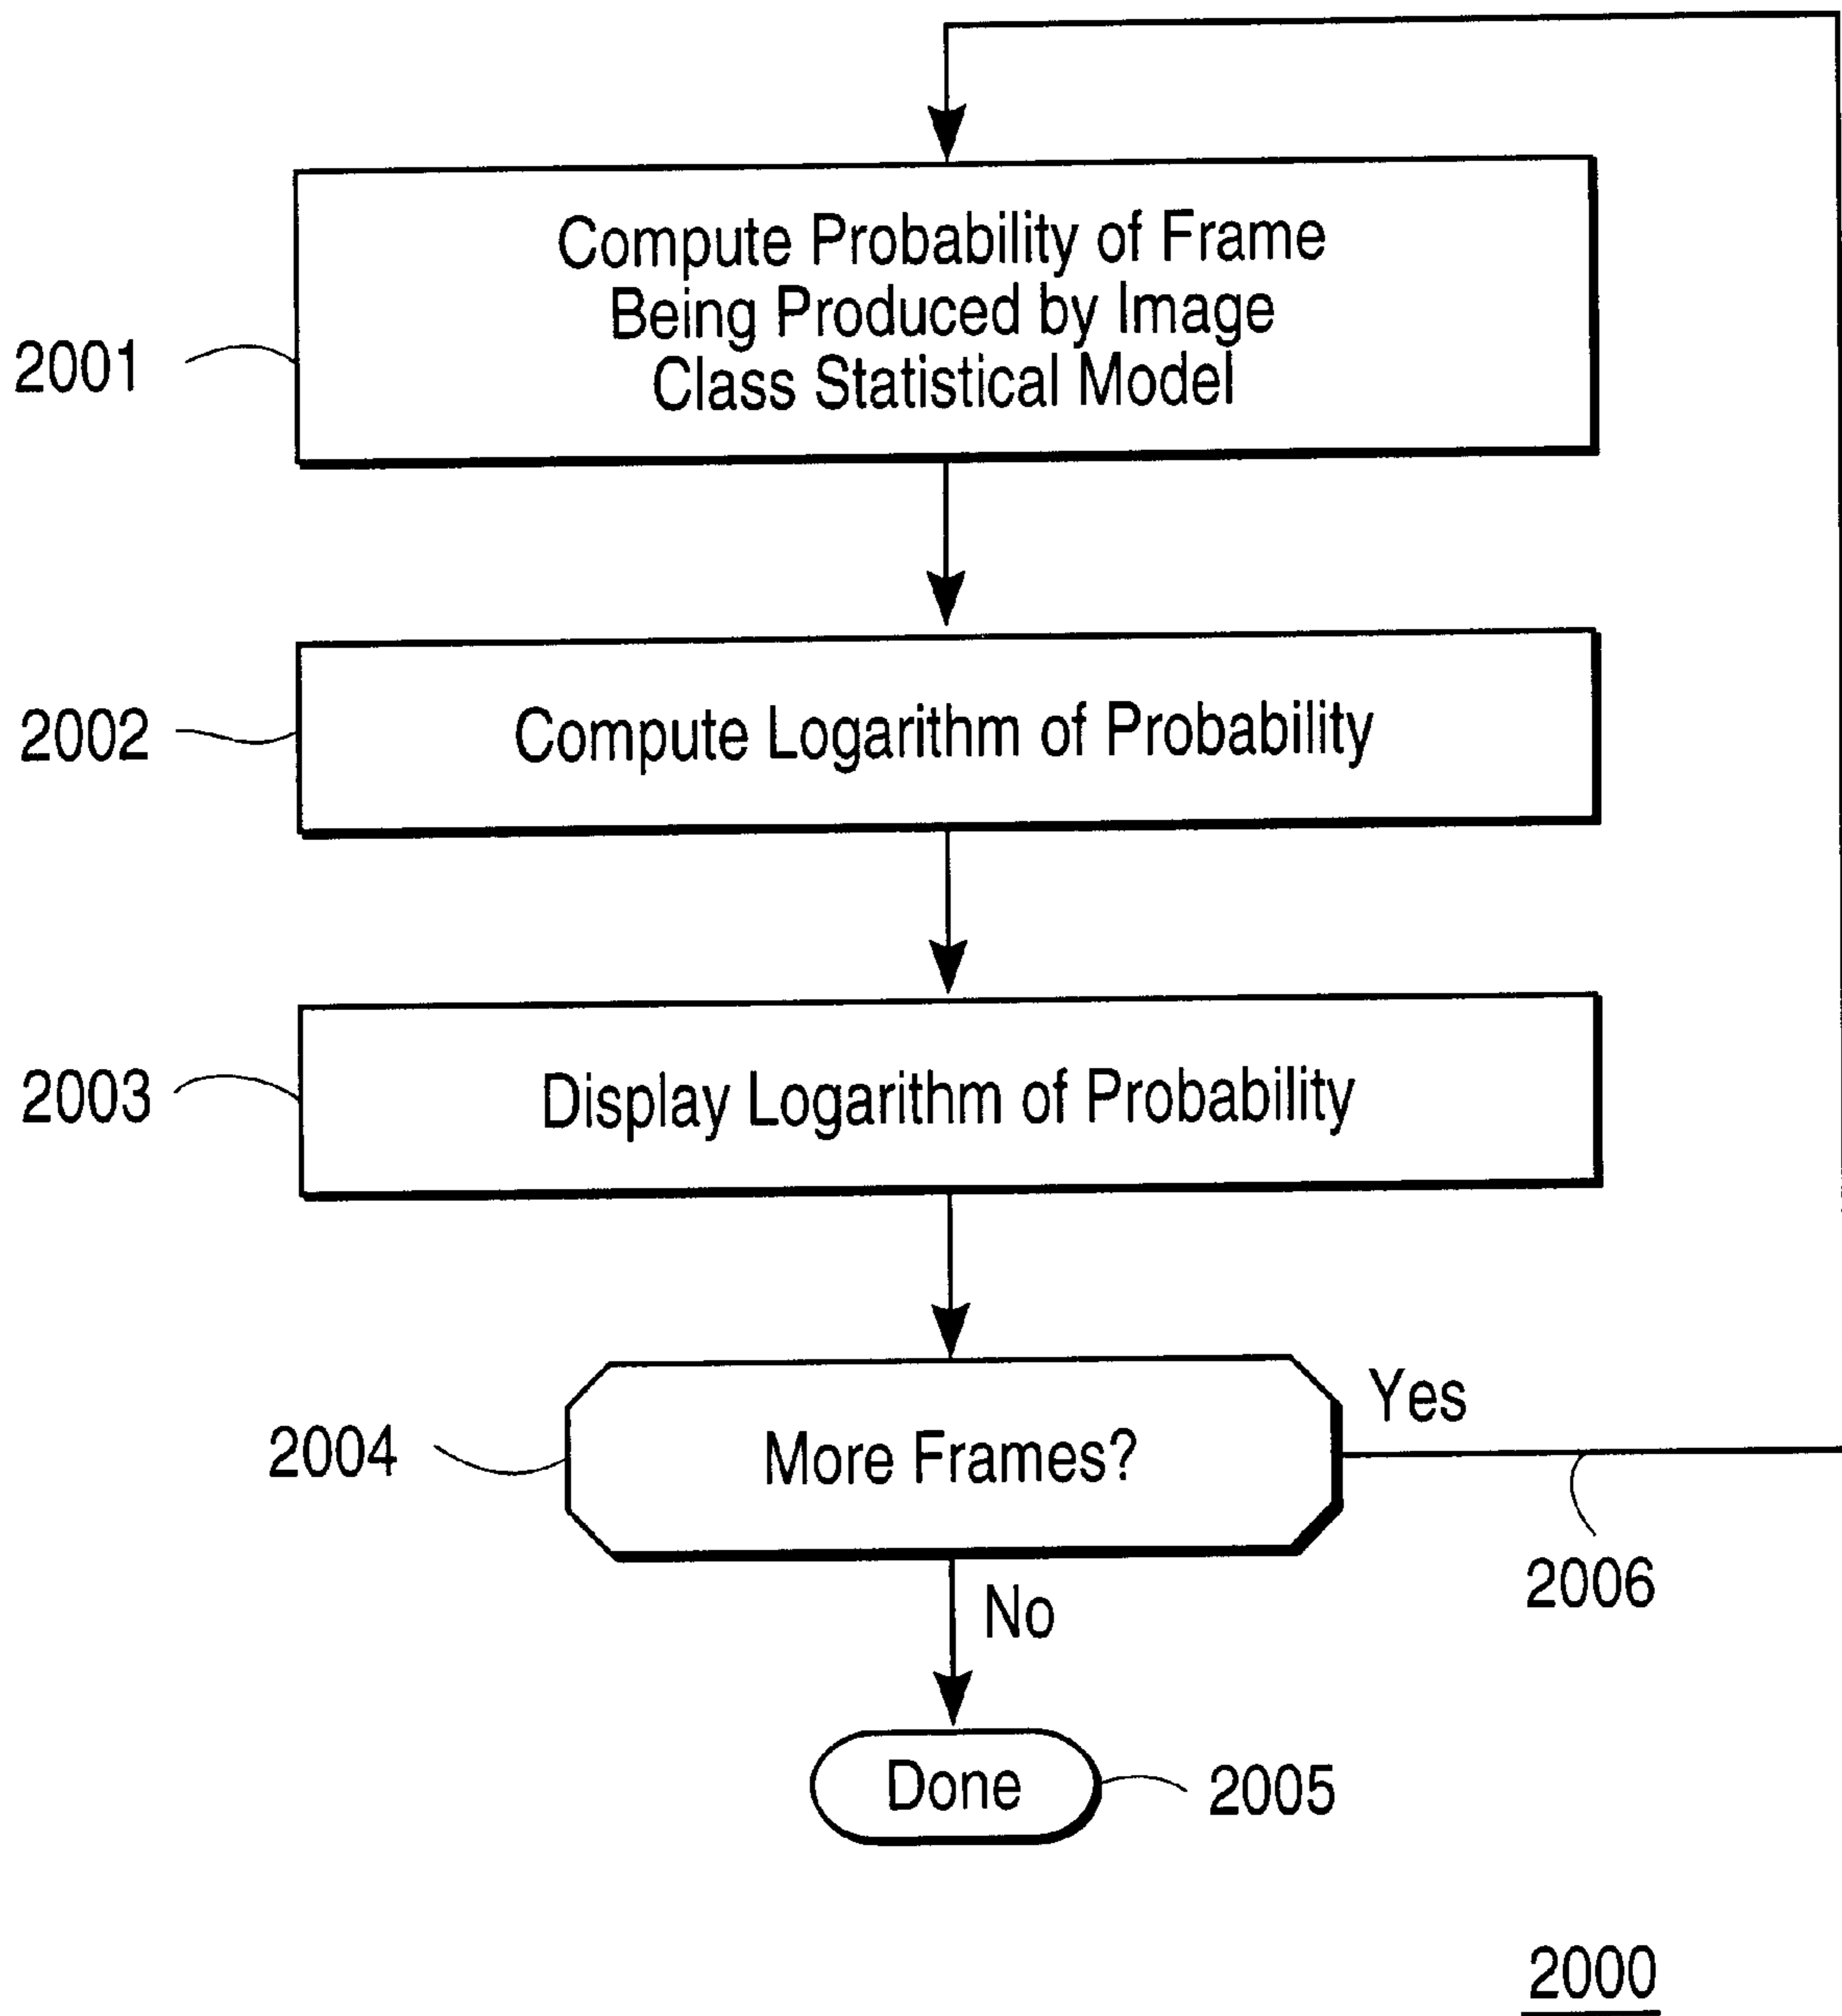 Compute Probability of Frame
Being Produced by Image
Class Statistical Model
2001
2002
Compute Logarithm of Probability
2003
Display Logarithm of Probability
Yes
2004
More Frames?
2006
No
Done
2005
2000